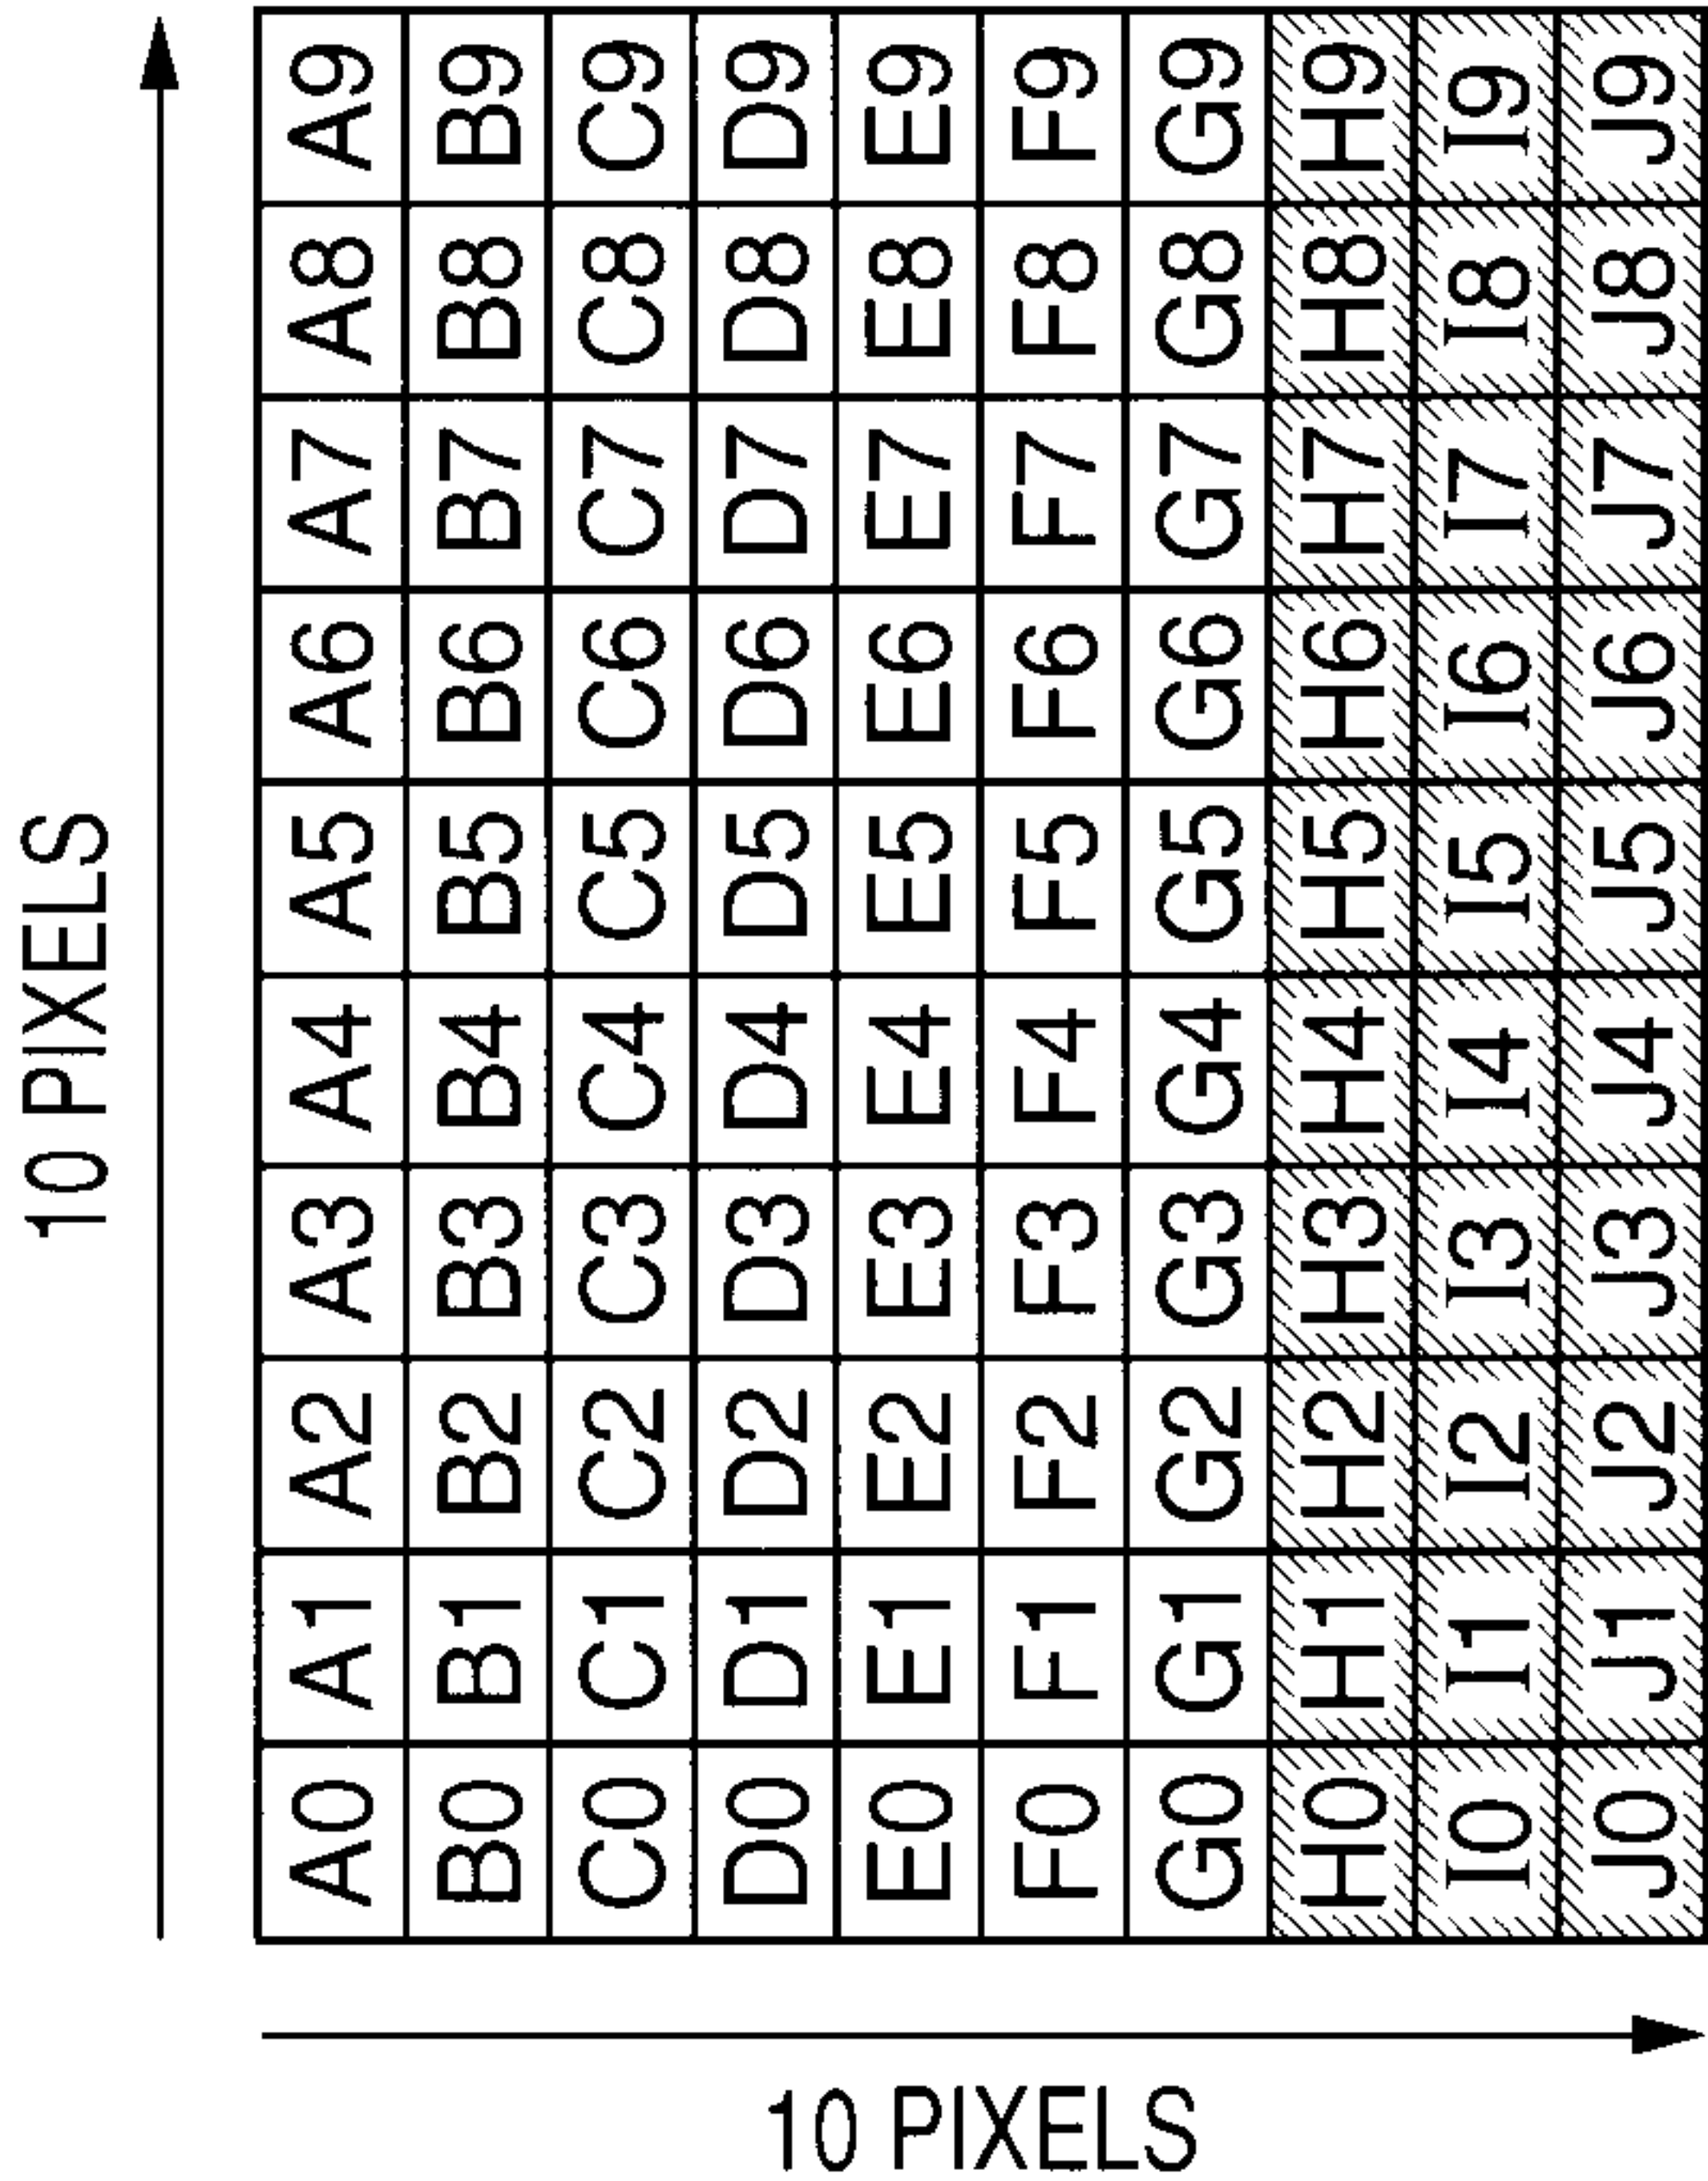 10 PIXELS
A0 A1 A2 A3 A4 A5 A6 A7 A8 A9
B0 B1 B2 B3 B4 B5 B6 B7 B8 B9
C0 C1 C2 C3 C4 C5 C6 C7 C8 C9
D0 D1 D2 D3 D4 D5 D6 D7 D8 D9
E0 E1 E2 E3 E4 E5 E6 E7 E8 E9
F0 F1 F2 F3 F4 F5 F6 F7 F8 F9
G0 G1 G2 G3 G4 G5 G6 G7 G8 G9
H0 H1 H2 H3 H4 H5 H6 H7 H8 H9
I0 I1 I2 I3 I4 I5 I6 I7 I8 I9
J0 J1 J2 J3 J4 J5 J6 J7 J8 J9
10 PIXELS